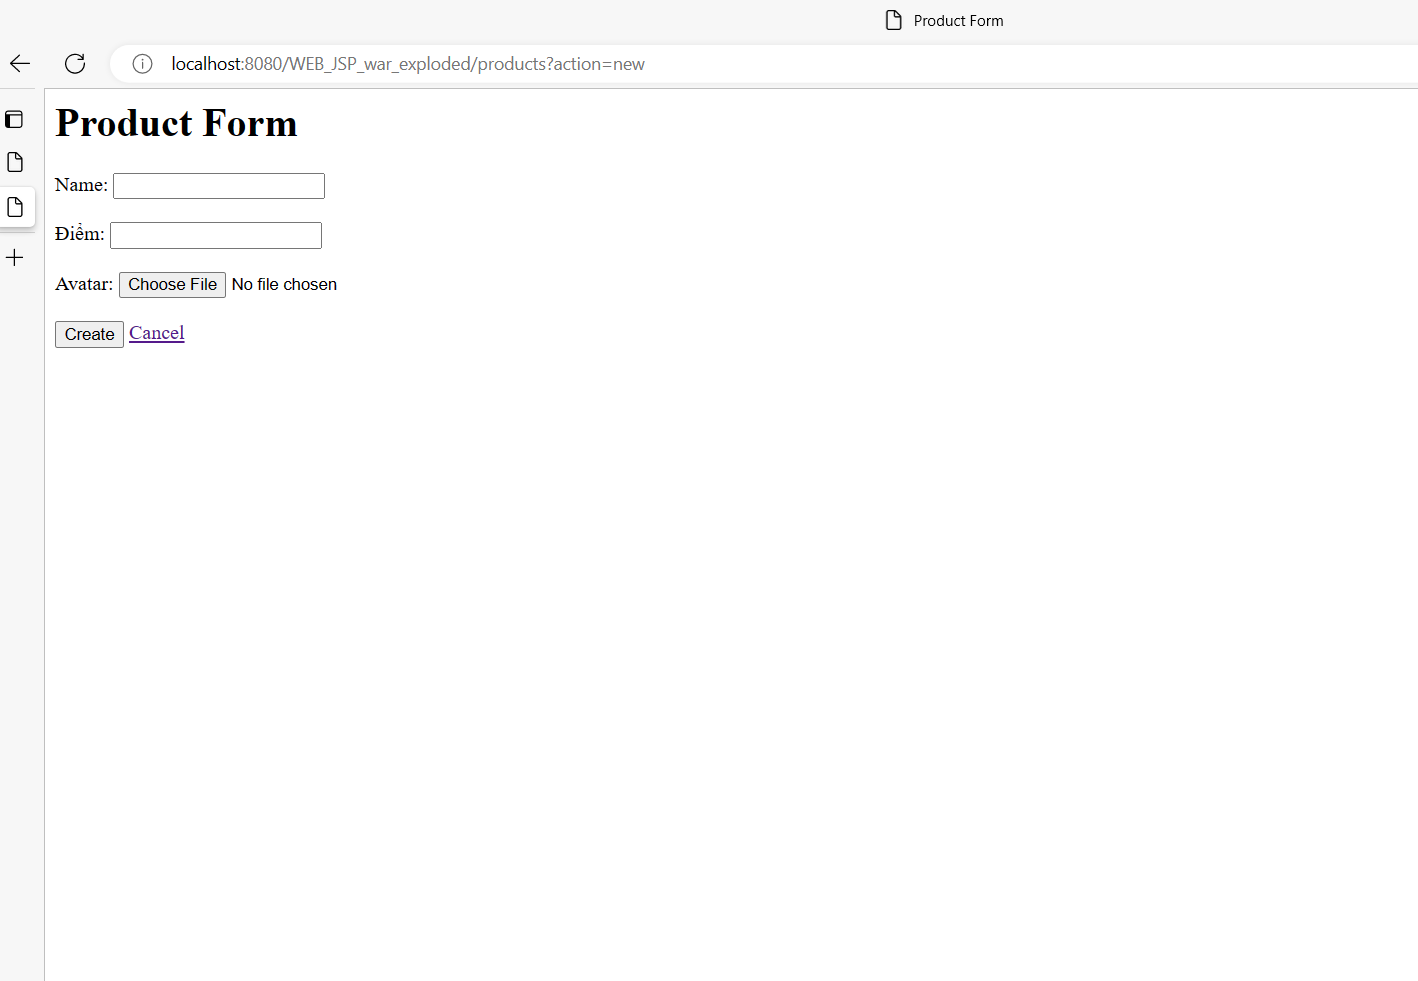 Product Form
localhost:8080/WEB_JSP_war_exploded/products?action=new
Product Form
Name:
Điểm:
Avatar: Choose File No file chosen
Create Cancel